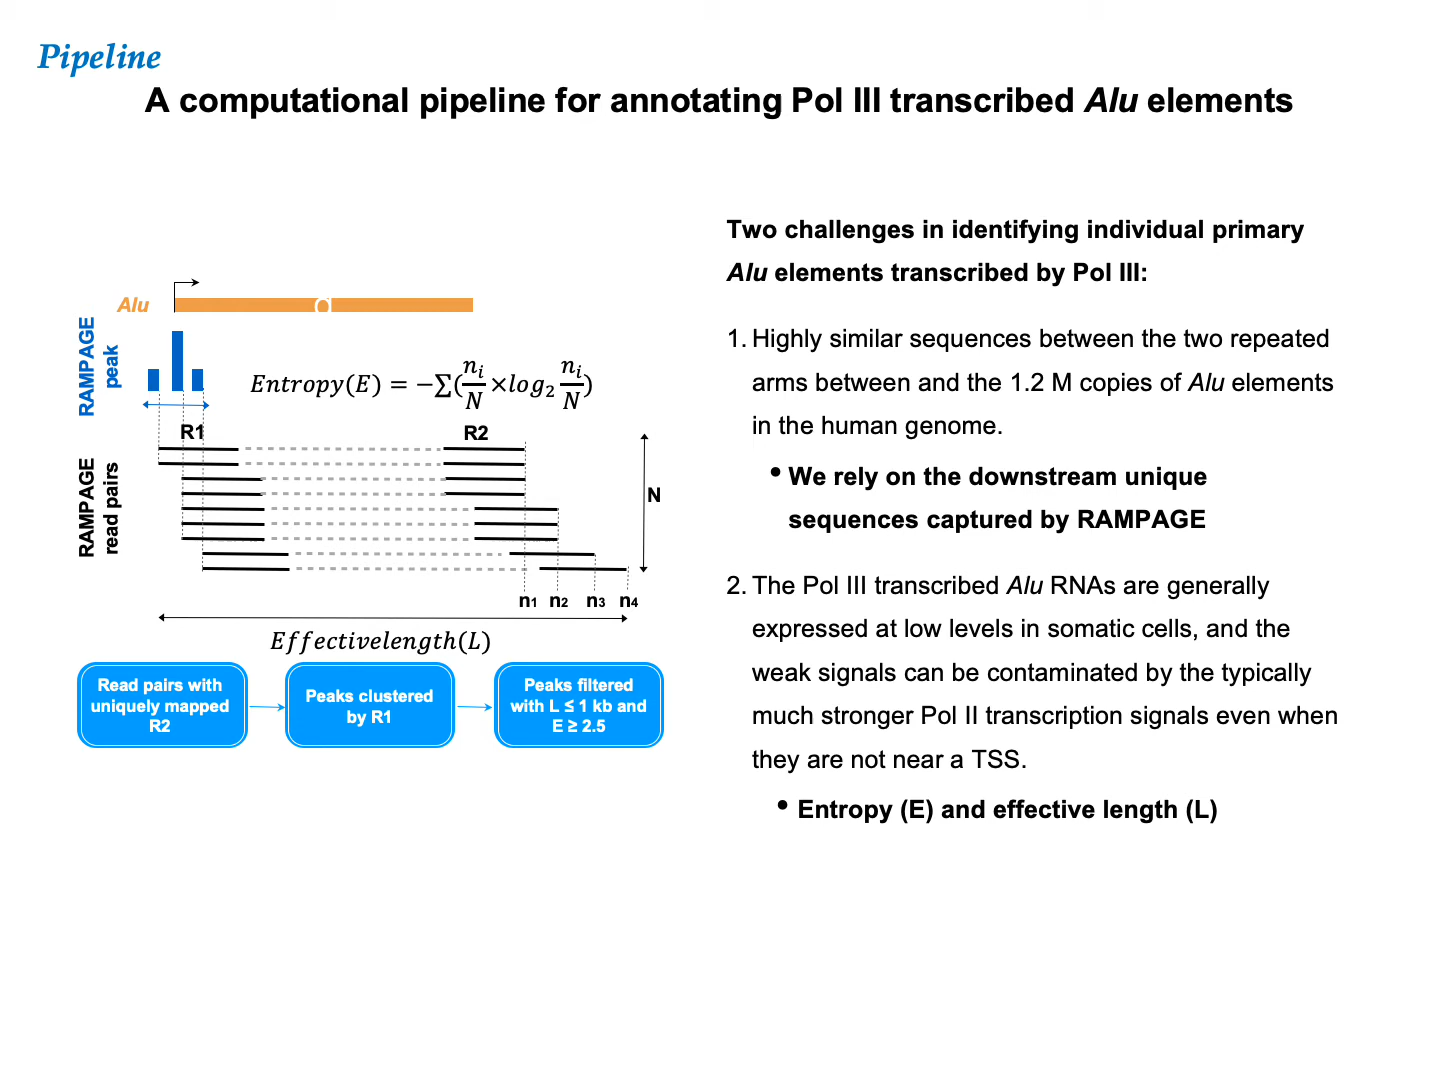 Pipeline
A computational pipeline for annotating Pol III transcribed Alu elements
Alu
RAMPAGE
peak
Entropy(E) = −∑(nᵢ/N ×log₂ nᵢ/N)
R1
R2
RAMPAGE
read pairs
N
n1 n2 n3 n4
Effectivelength(L)
Read pairs with
uniquely mapped
R2
Peaks clustered
by R1
Peaks filtered
with L ≤ 1 kb and
E ≥ 2.5
Two challenges in identifying individual primary
Alu elements transcribed by Pol III:
1. Highly similar sequences between the two repeated
arms between and the 1.2 M copies of Alu elements
in the human genome.
• We rely on the downstream unique
sequences captured by RAMPAGE
2. The Pol III transcribed Alu RNAs are generally
expressed at low levels in somatic cells, and the
weak signals can be contaminated by the typically
much stronger Pol II transcription signals even when
they are not near a TSS.
• Entropy (E) and effective length (L)